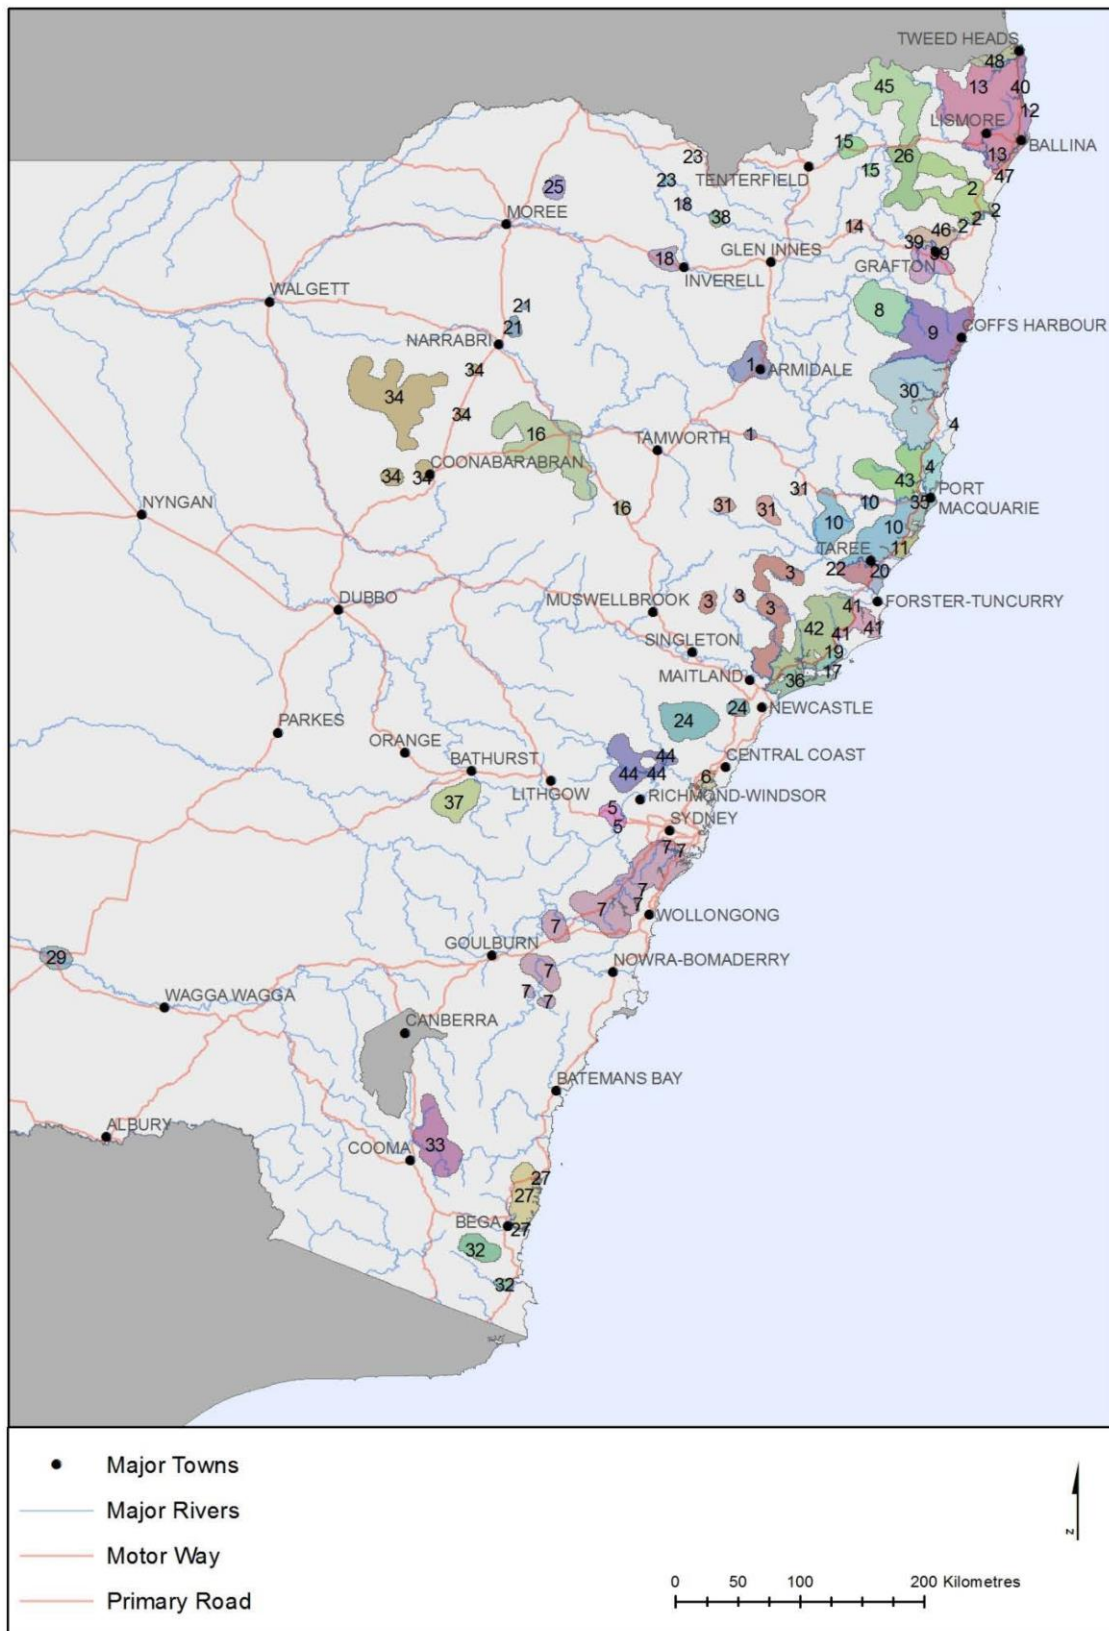 TWEED HEADS
48
45
13
40
12
LISMORE
15
BALLINA
23
26
13
TENTERFIELD
15
47
23
25
2
18
38
2
MOREE
14
2
46
2
39
39
GLEN INNES
18
GRAFTON
INVERELL
WALGETT
21
8
21
9
COFFS HARBOUR
NARRABRI
1
ARMIDALE
34
30
34
34
4
16
1
TAMWORTH
COONABARABRAN
4
34
34
43
31
PORT
MACQUARIE
NYNGAN
16
31
31
10
35
10
10
11
TAREE
22
20
3
DUBBO
MUSWELLBROOK
3
3
3
41
FORSTER-TUNCURRY
42
41
41
SINGLETON
19
MAITLAND
36
17
24
24
NEWCASTLE
PARKES
ORANGE
44
BATHURST
44
44
CENTRAL COAST
6
LITHGOW
37
RICHMOND-WINDSOR
5
5
SYDNEY
7
7
7
7
7
WOLLONGONG
7
GOULBURN
29
7
NOWRA-BOMADERRY
7
7
WAGGA WAGGA
CANBERRA
BATEMANS BAY
ALBURY
33
COOMA
27
27
BEGA
27
32
32
Major Towns
Major Rivers
Motor Way
Primary Road
N
0 50 100 200 Kilometres